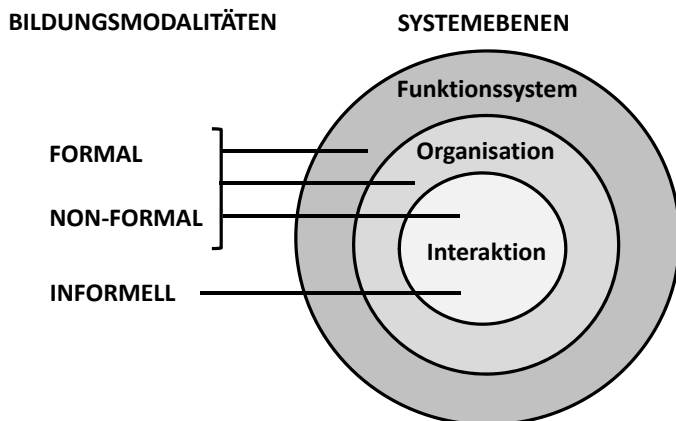 BILDUNGSMODALITÄTEN
SYSTEMEBENEN
Funktionssystem
FORMAL
Organisation
NON-FORMAL
Interaktion
INFORMELL